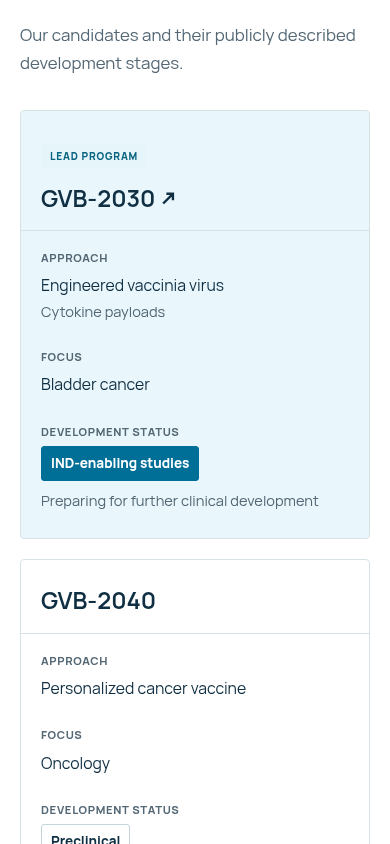 Our candidates and their publicly described
development stages.
LEAD PROGRAM
GVB-2030 ↗
APPROACH
Engineered vaccinia virus
Cytokine payloads
FOCUS
Bladder cancer
DEVELOPMENT STATUS
IND-enabling studies
Preparing for further clinical development
GVB-2040
APPROACH
Personalized cancer vaccine
FOCUS
Oncology
DEVELOPMENT STATUS
Preclinical